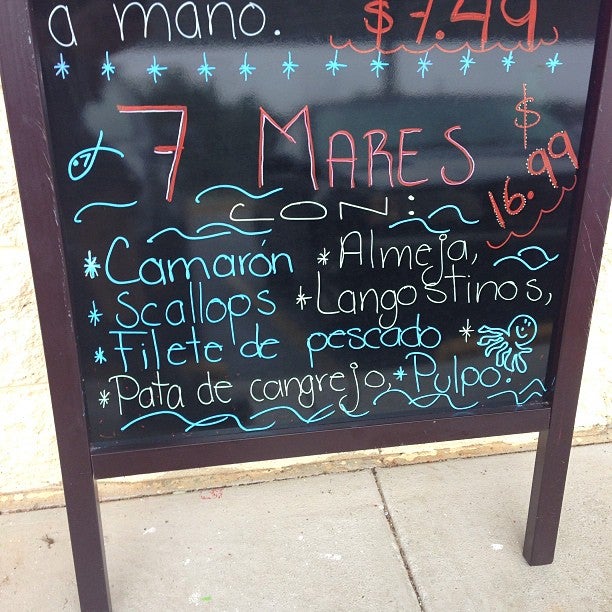 a mano. $7.49
7 MARES $16.99
CON:
*Camarón *Almeja,
*Scallops *Langostinos,
*Filete de pescado *
*Pata de cangrejo, *Pulpo.